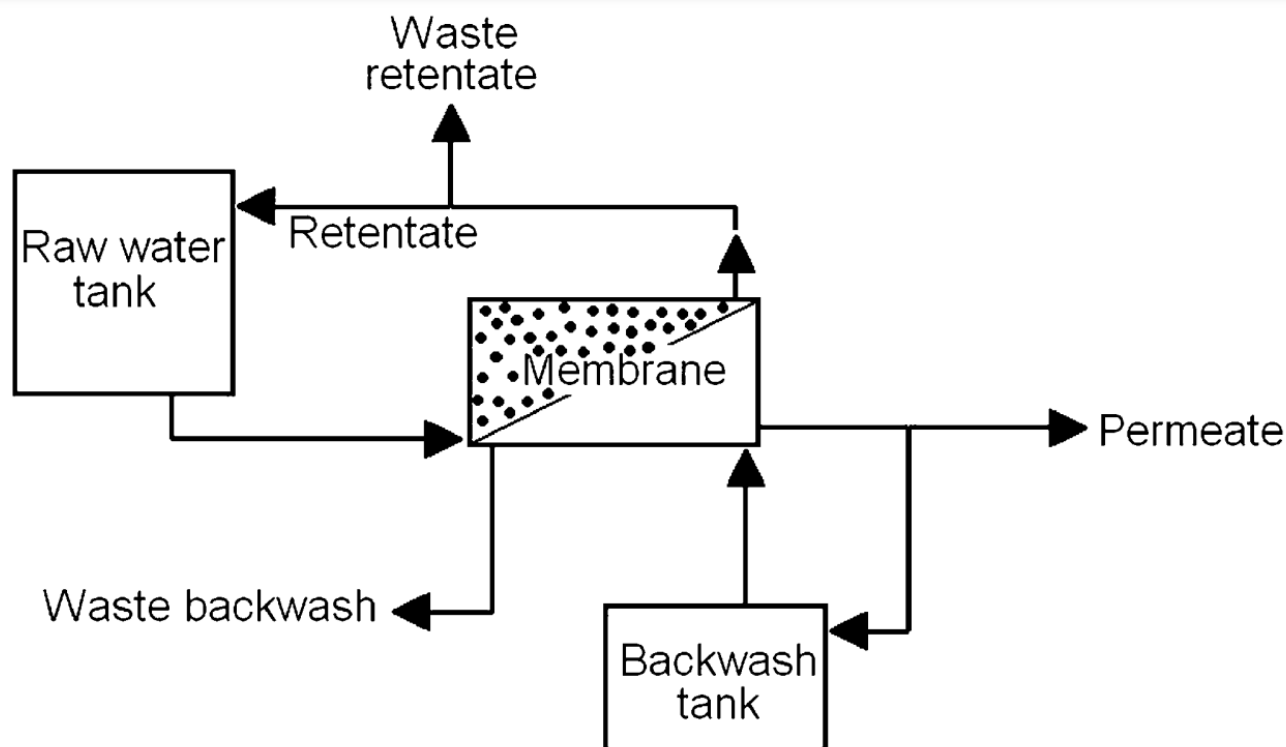 Waste
retentate
Retentate
Raw water
tank
Membrane
Permeate
Waste backwash
Backwash
tank